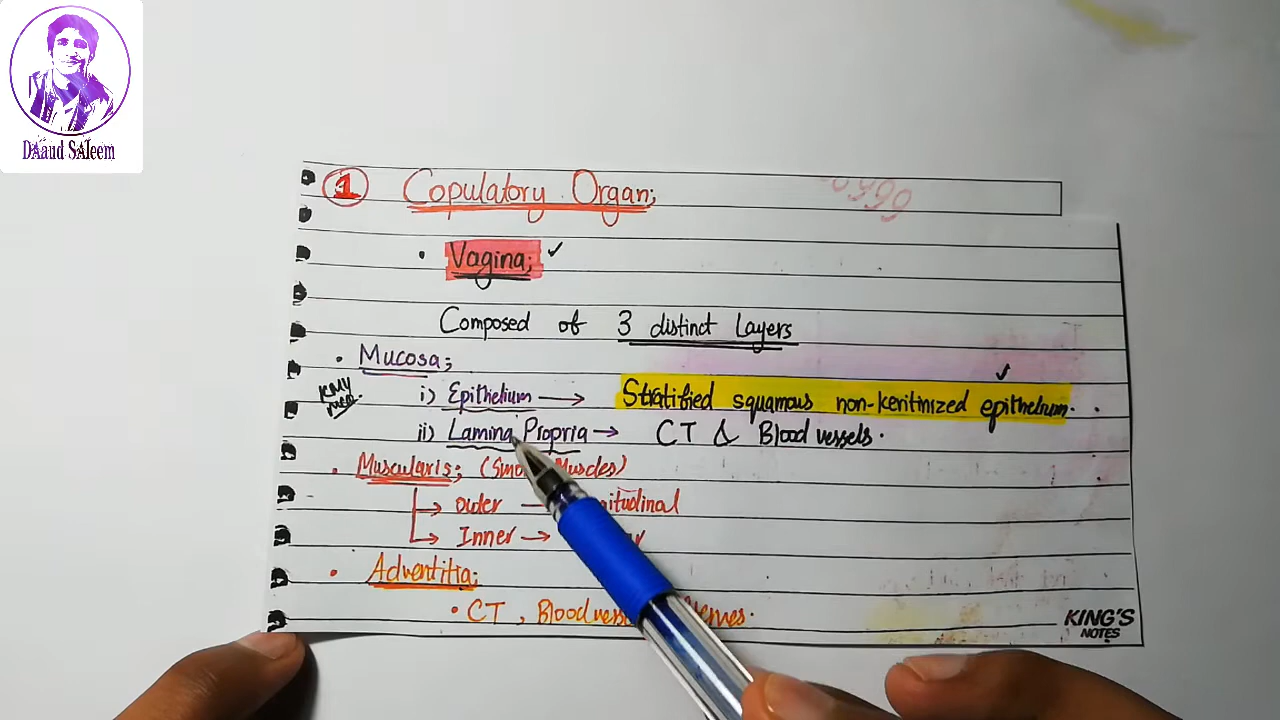 DAaud SAleem
1 Copulatory Organ;
• Vagina; ✓
Composed of 3 distinct Layers
• Mucosa;
i) Epithelium → Stratified squamous non-keritinized epithelium.
ii) Lamina Propria → CT & Blood vessels.
• Muscularis; Muscles)
→ Outer
→ Inner →
• Adventitia;
• CT, Blood
KING'S
NOTES